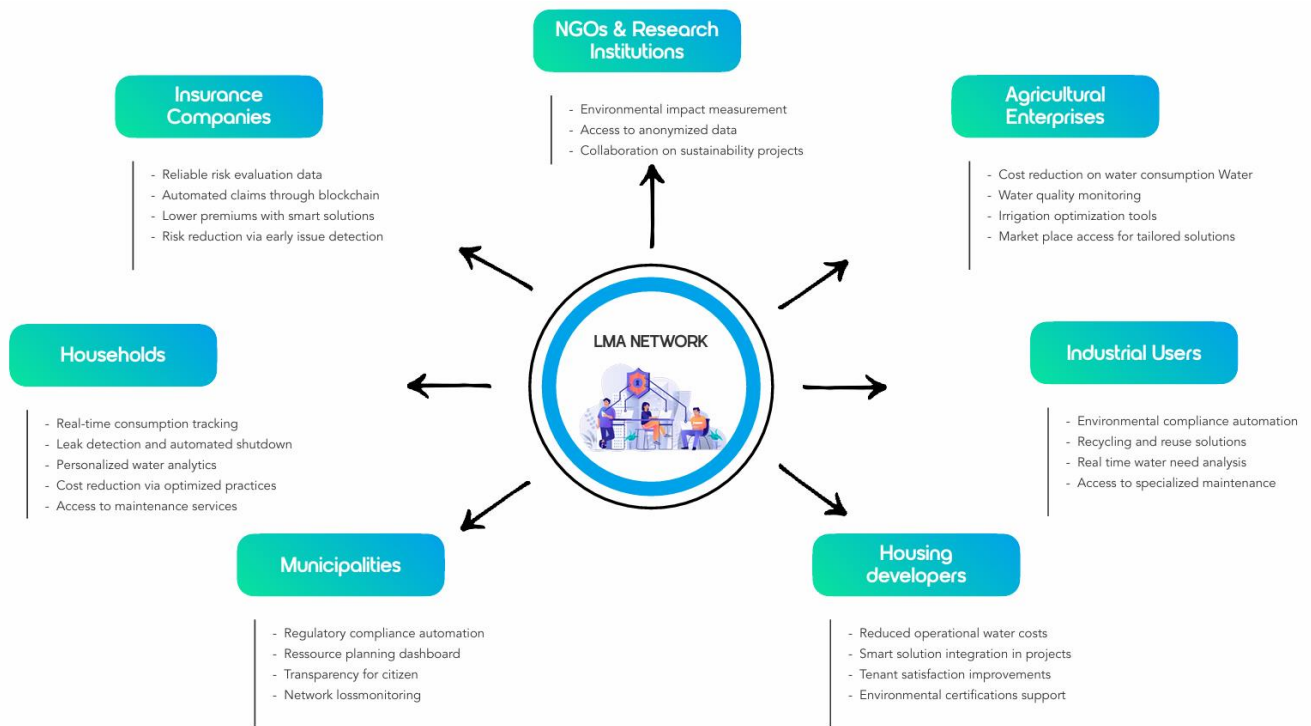 NGOs & Research
Institutions
- Environmental impact measurement
- Access to anonymized data
- Collaboration on sustainability projects
Insurance
Companies
- Reliable risk evaluation data
- Automated claims through blockchain
- Lower premiums with smart solutions
- Risk reduction via early issue detection
Agricultural
Enterprises
- Cost reduction on water consumption Water
- Water quality monitoring
- Irrigation optimization tools
- Market place access for tailored solutions
LMA NETWORK
Households
- Real-time consumption tracking
- Leak detection and automated shutdown
- Personalized water analytics
- Cost reduction via optimized practices
- Access to maintenance services
Industrial Users
- Environmental compliance automation
- Recycling and reuse solutions
- Real time water need analysis
- Access to specialized maintenance
Municipalities
- Regulatory compliance automation
- Ressource planning dashboard
- Transparency for citizen
- Network lossmonitoring
Housing
developers
- Reduced operational water costs
- Smart solution integration in projects
- Tenant satisfaction improvements
- Environmental certifications support